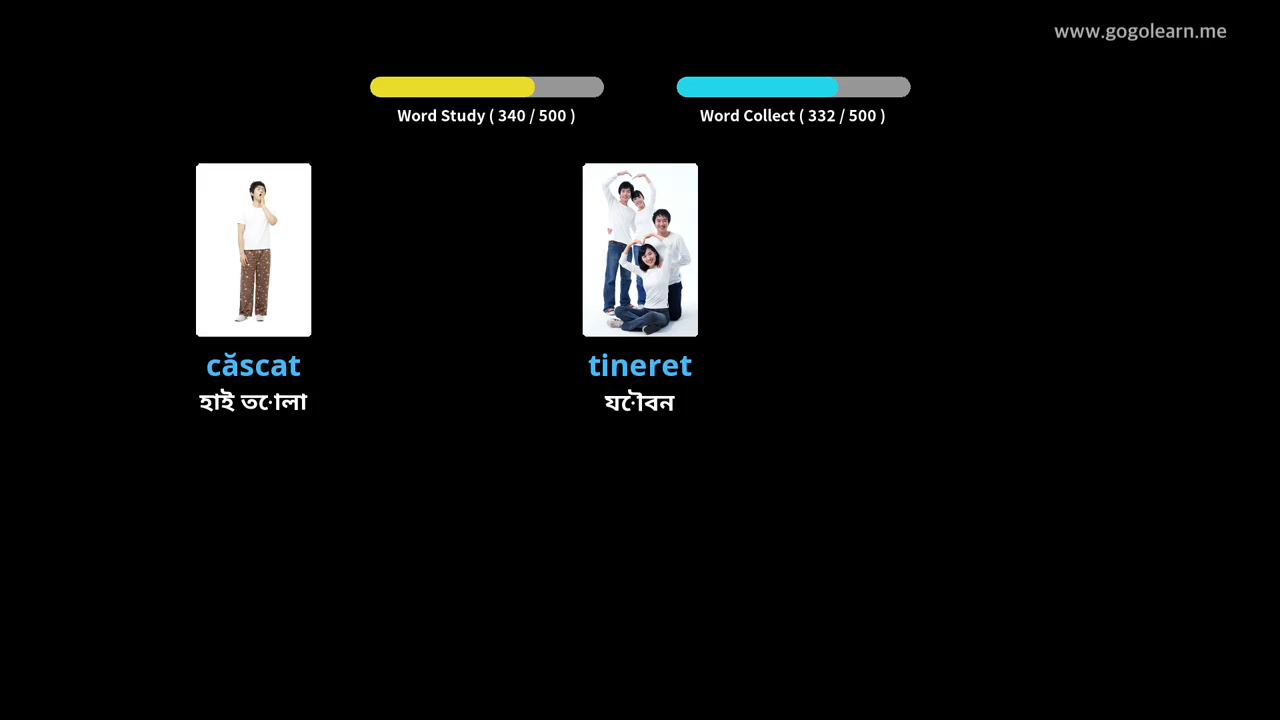 www.gogolearn.me
Word Study ( 340 / 500 )
Word Collect ( 332 / 500 )
căscat
tineret
হাই তোলা
যৌবন